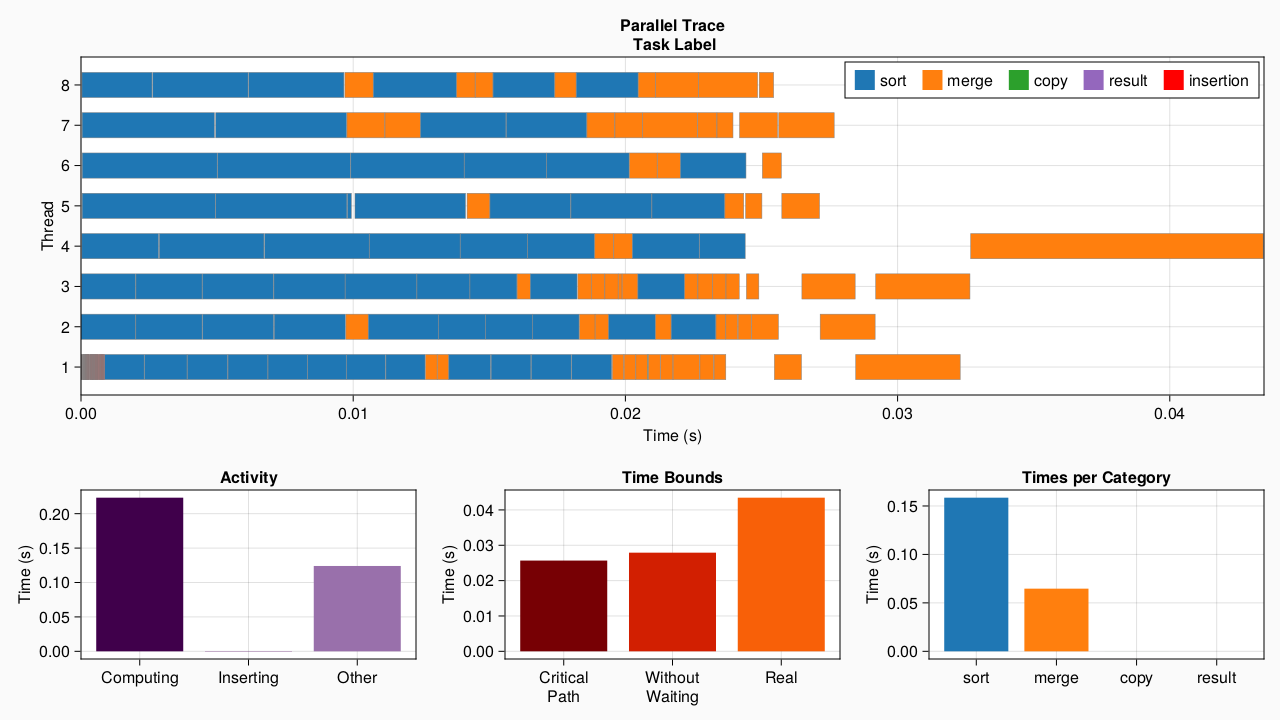 Parallel Trace
Task Label
sort merge copy result insertion
Thread
8
7
6
5
4
3
2
1
0.00 0.01 0.02 0.03 0.04
Time (s)
Activity
Time (s)
0.20
0.15
0.10
0.05
0.00
Computing Inserting Other
Time Bounds
Time (s)
0.04
0.03
0.02
0.01
0.00
Critical
Path
Without
Waiting
Real
Times per Category
Time (s)
0.15
0.10
0.05
0.00
sort merge copy result